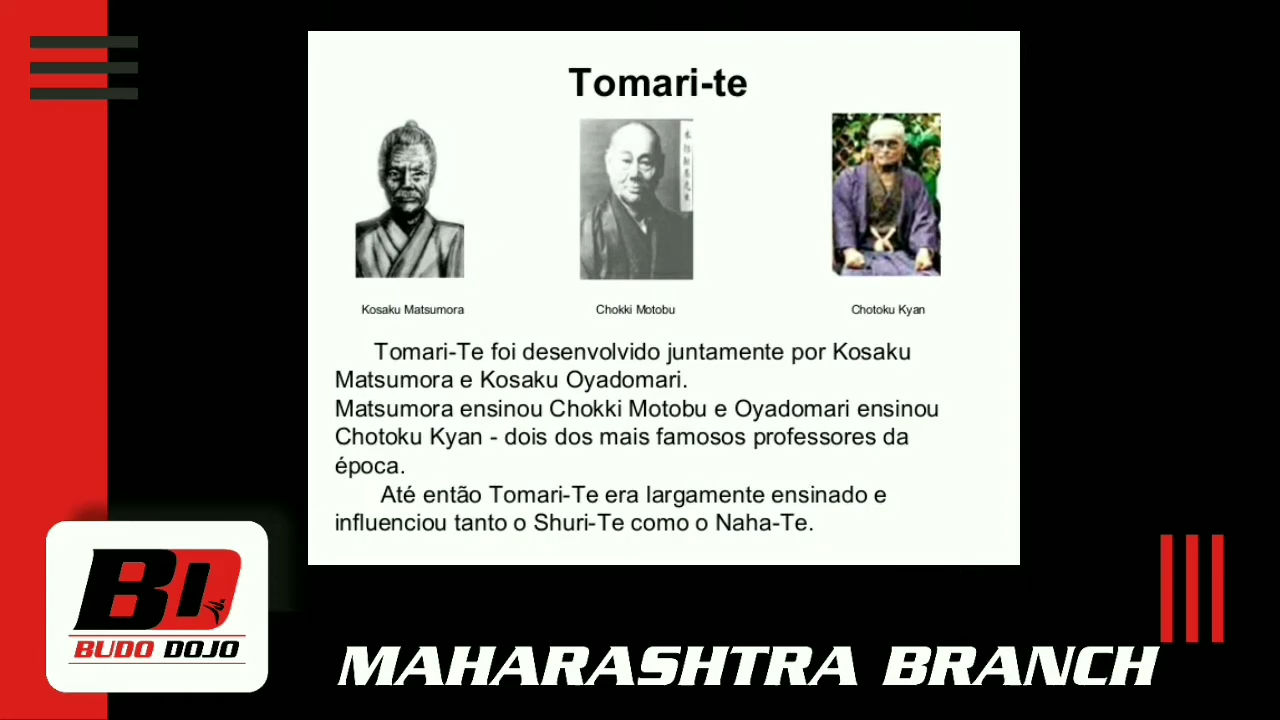 Tomari-te
Kosaku Matsumora
Chokki Motobu
Chotoku Kyan
Tomari-Te foi desenvolvido juntamente por Kosaku
Matsumora e Kosaku Oyadomari.
Matsumora ensinou Chokki Motobu e Oyadomari ensinou
Chotoku Kyan - dois dos mais famosos professores da
época.
Até então Tomari-Te era largamente ensinado e
influenciou tanto o Shuri-Te como o Naha-Te.
BD
BUDO DOJO
MAHARASHTRA BRANCH